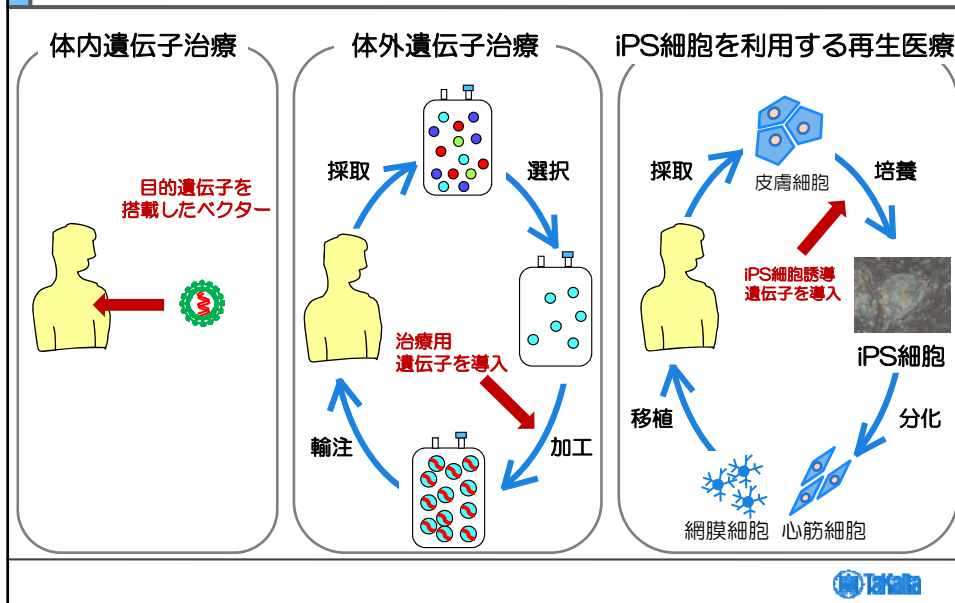 体内遺伝子治療
目的遺伝子を
搭載したベクター
体外遺伝子治療
採取
選択
治療用
遺伝子を導入
輸注
加工
iPS細胞を利用する再生医療
採取
皮膚細胞
培養
iPS細胞誘導
遺伝子を導入
iPS細胞
移植
分化
網膜細胞
心筋細胞
TaKaRa